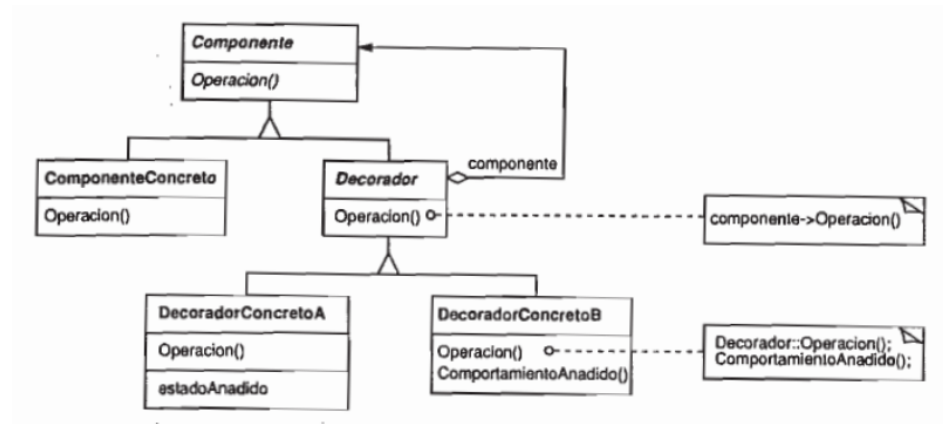 Componente
Operacion()
componente
ComponenteConcreto
Operacion()
Decorador
Operacion()
componente->Operacion()
DecoradorConcretoA
Operacion()
estadoAnadido
DecoradorConcretoB
Operacion()
ComportamientoAnadido()
Decorador::Operacion();
ComportamientoAnadido();